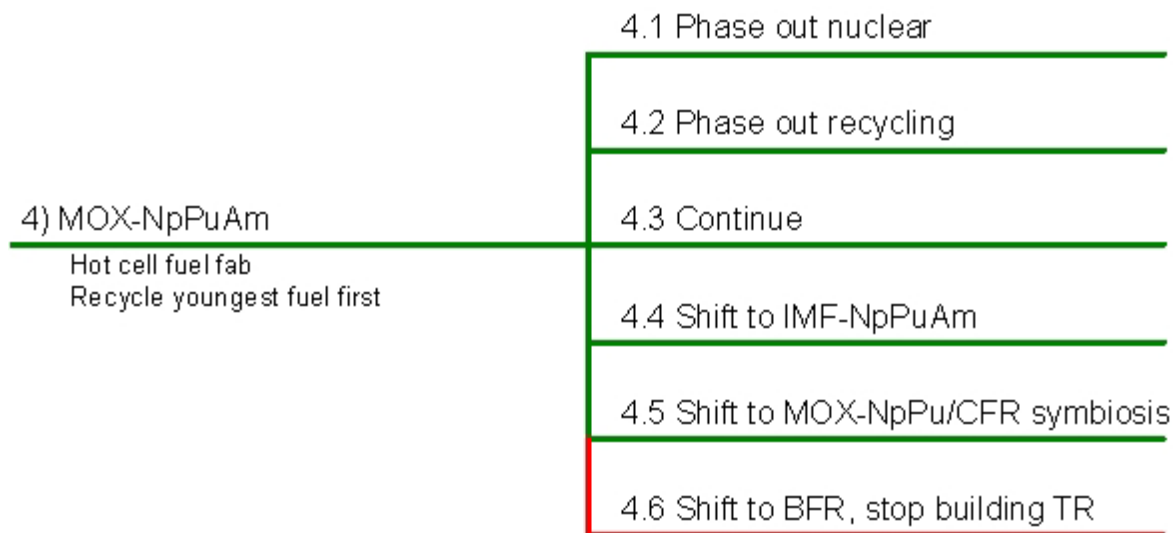 4.1 Phase out nuclear
4.2 Phase out recycling
4) MOX-NpPuAm
4.3 Continue
Hot cell fuel fab
Recycle youngest fuel first
4.4 Shift to IMF-NpPuAm
4.5 Shift to MOX-NpPu/CFR symbiosis
4.6 Shift to BFR, stop building TR